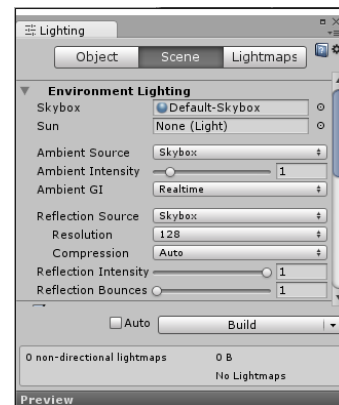 Lighting
Object Scene Lightmaps
Environment Lighting
Skybox Default-Skybox
Sun None (Light)
Ambient Source Skybox
Ambient Intensity 1
Ambient GI Realtime
Reflection Source Skybox
Resolution 128
Compression Auto
Reflection Intensity 1
Reflection Bounces 1
Auto Build
0 non-directional lightmaps 0 B
No Lightmaps
Preview